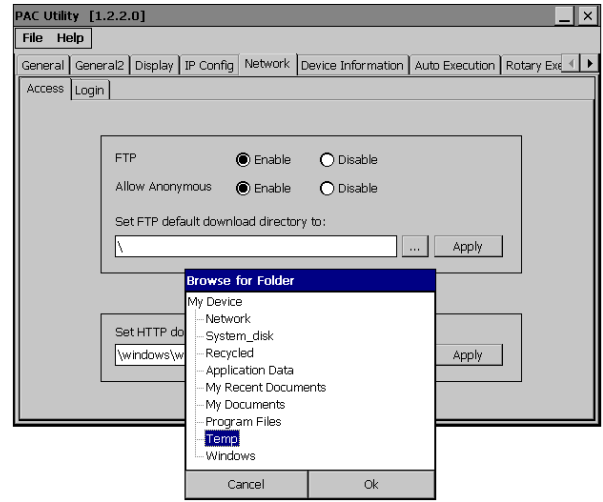 PAC Utility [1.2.2.0]
File Help
General General2 Display IP Config Network Device Information Auto Execution Rotary Exe
Access Login
FTP Enable Disable
Allow Anonymous Enable Disable
Set FTP default download directory to:
\ ... Apply
Browse for Folder
My Device
Network
System_disk
Recycled
Application Data
My Recent Documents
My Documents
Program Files
Temp
Windows
Cancel Ok
Set HTTP do
\windows\w Apply